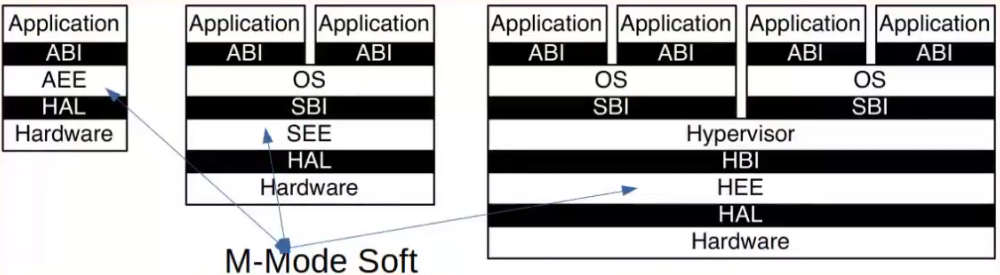 Application
ABI
AEE
HAL
Hardware
Application Application
ABI ABI
OS
SBI
SEE
HAL
Hardware
Application Application Application Application
ABI ABI ABI ABI
OS OS
SBI SBI
Hypervisor
HBI
HEE
HAL
Hardware
M-Mode Soft